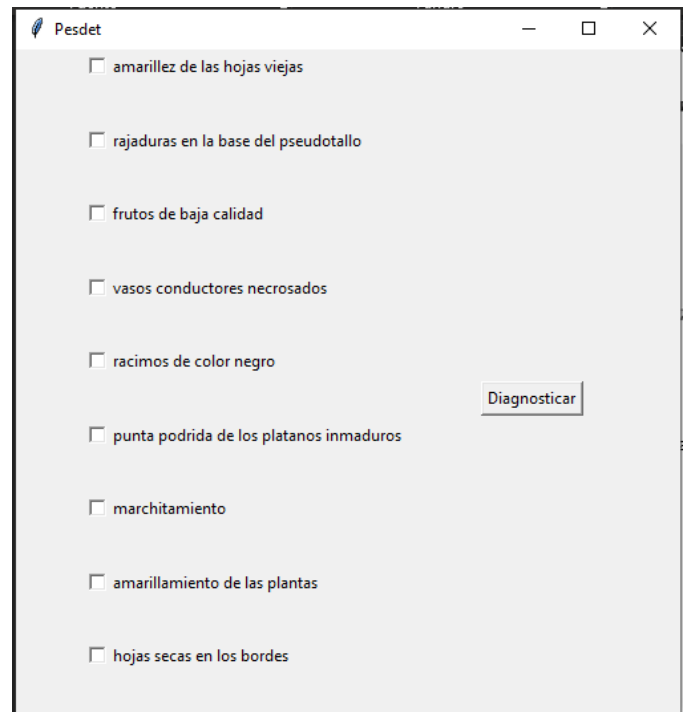 Pesdet
amarillez de las hojas viejas
rajaduras en la base del pseudotallo
frutos de baja calidad
vasos conductores necrosados
racimos de color negro
Diagnosticar
punta podrida de los platanos inmaduros
marchitamiento
amarillamiento de las plantas
hojas secas en los bordes